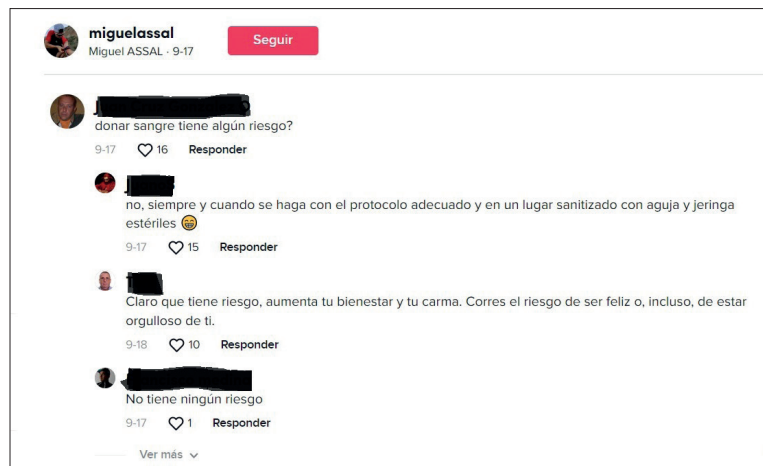 miguelassal
Miguel ASSAL · 9-17
Seguir
donar sangre tiene algún riesgo?
9-17 16 Responder
no, siempre y cuando se haga con el protocolo adecuado y en un lugar sanitizado con aguja y jeringa
estériles
9-17 15 Responder
Claro que tiene riesgo, aumenta tu bienestar y tu carma. Corres el riesgo de ser feliz o, incluso, de estar
orgulloso de ti.
9-18 10 Responder
No tiene ningún riesgo
9-17 1 Responder
Ver más